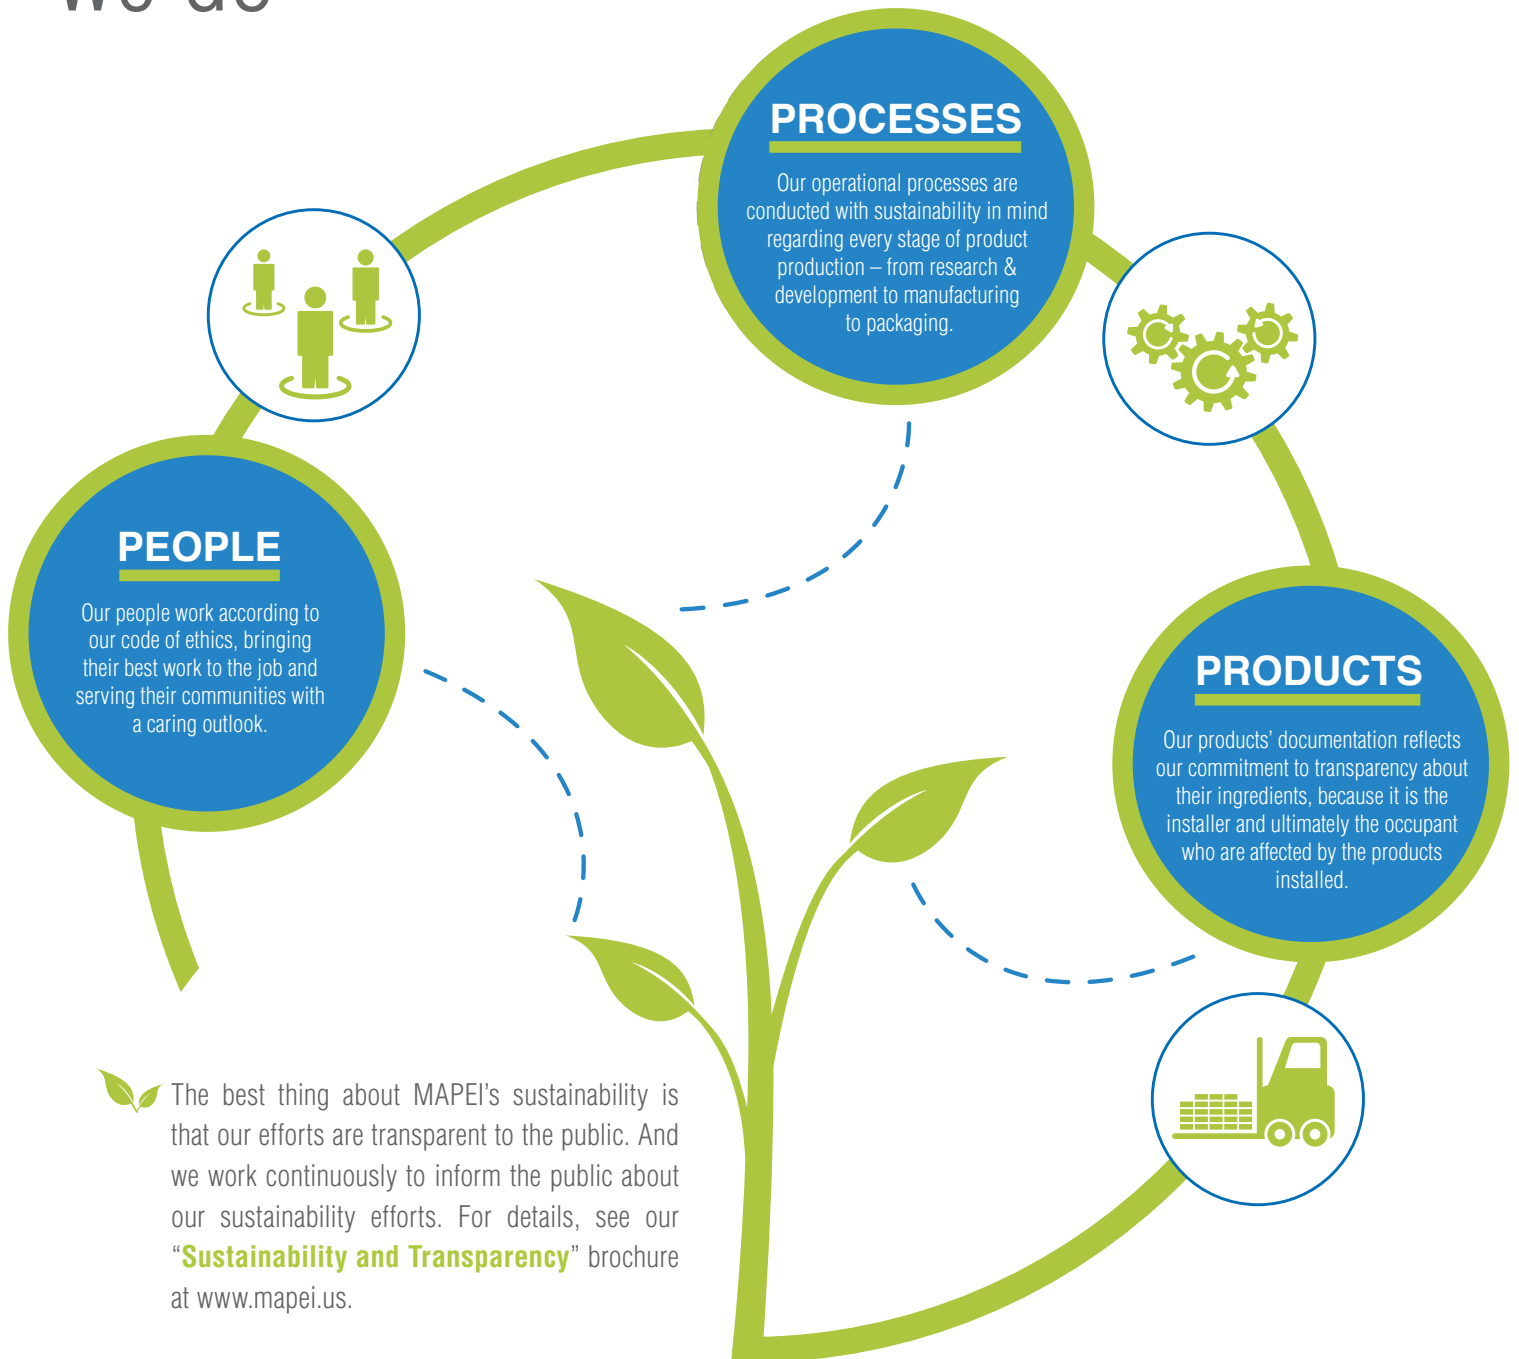 we do
PROCESSES
Our operational processes are
conducted with sustainability in mind
regarding every stage of product
production – from research &
development to manufacturing
to packaging.
PEOPLE
Our people work according to
our code of ethics, bringing
their best work to the job and
serving their communities with
a caring outlook.
PRODUCTS
Our products’ documentation reflects
our commitment to transparency about
their ingredients, because it is the
installer and ultimately the occupant
who are affected by the products
installed.
The best thing about MAPEI’s sustainability is
that our efforts are transparent to the public. And
we work continuously to inform the public about
our sustainability efforts. For details, see our
“Sustainability and Transparency” brochure
at www.mapei.us.